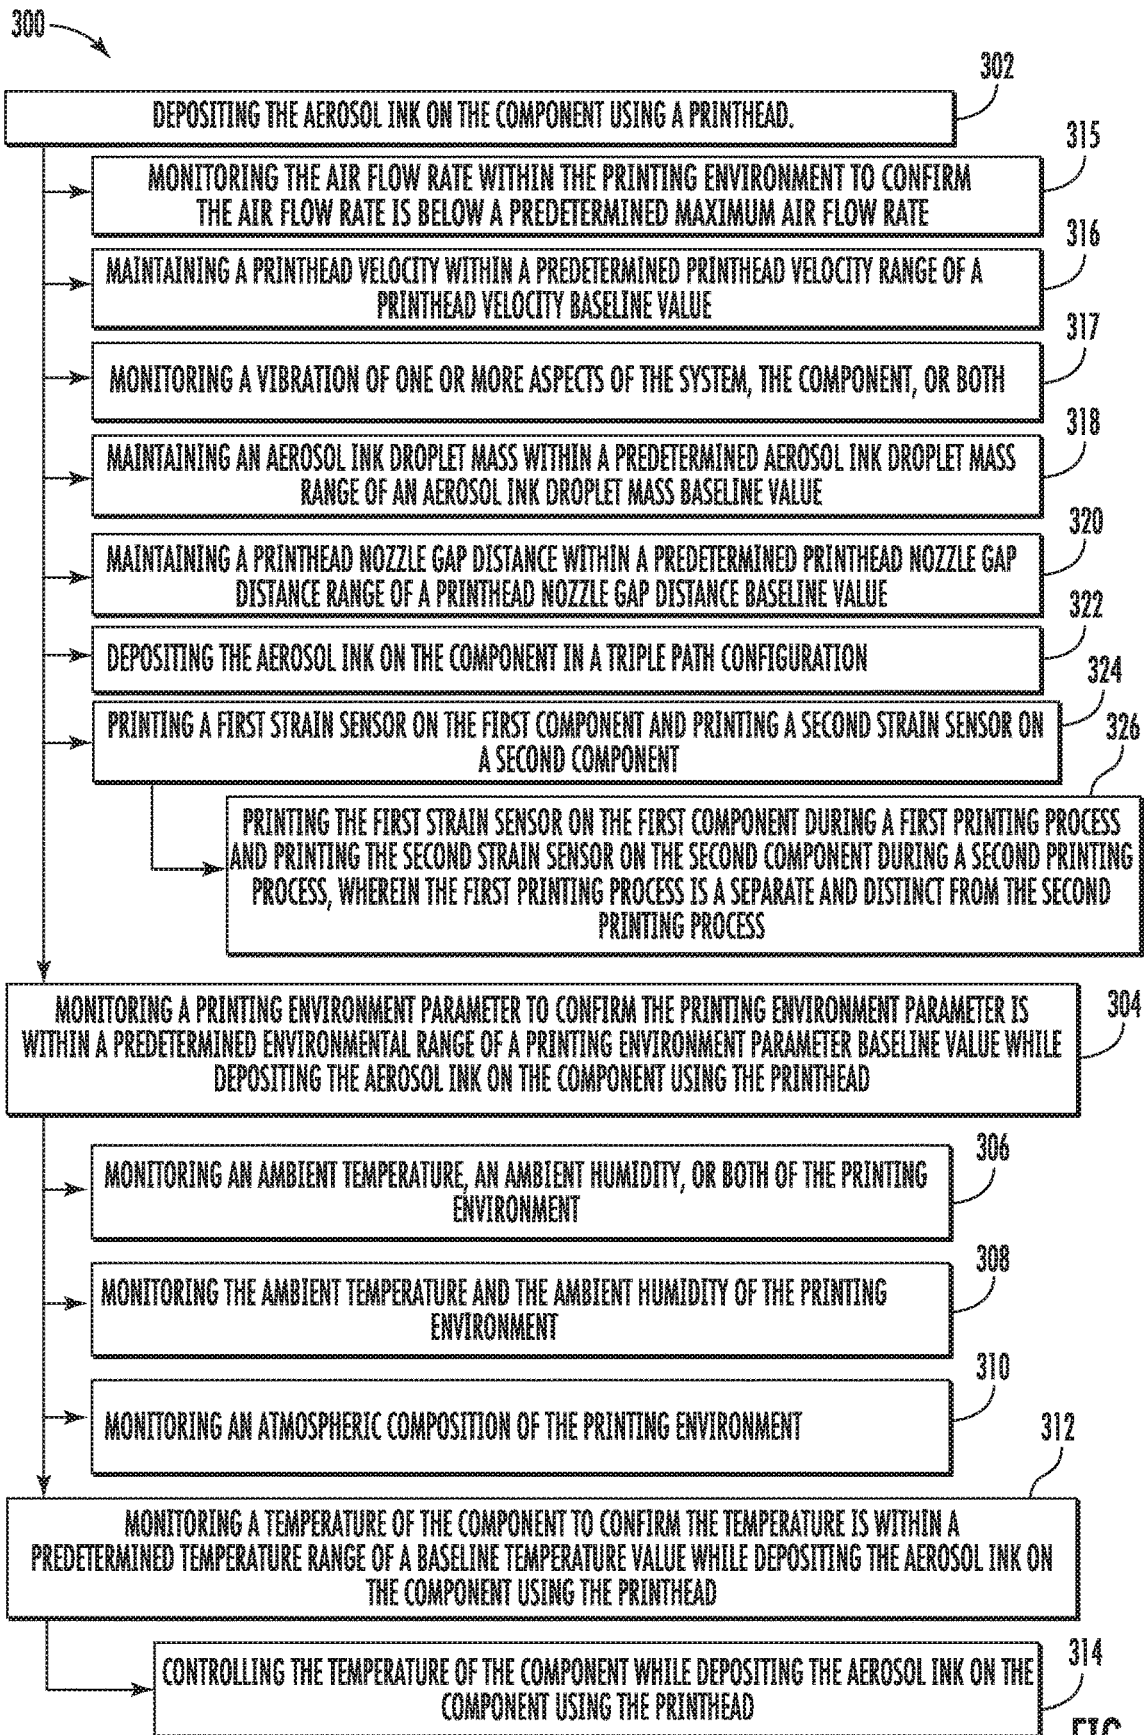 300
302
DEPOSITING THE AEROSOL INK ON THE COMPONENT USING A PRINTHEAD.
315
MONITORING THE AIR FLOW RATE WITHIN THE PRINTING ENVIRONMENT TO CONFIRM
THE AIR FLOW RATE IS BELOW A PREDETERMINED MAXIMUM AIR FLOW RATE
316
MAINTAINING A PRINTHEAD VELOCITY WITHIN A PREDETERMINED PRINTHEAD VELOCITY RANGE OF A
PRINTHEAD VELOCITY BASELINE VALUE
317
MONITORING A VIBRATION OF ONE OR MORE ASPECTS OF THE SYSTEM, THE COMPONENT, OR BOTH
318
MAINTAINING AN AEROSOL INK DROPLET MASS WITHIN A PREDETERMINED AEROSOL INK DROPLET MASS
RANGE OF AN AEROSOL INK DROPLET MASS BASELINE VALUE
320
MAINTAINING A PRINTHEAD NOZZLE GAP DISTANCE WITHIN A PREDETERMINED PRINTHEAD NOZZLE GAP
DISTANCE RANGE OF A PRINTHEAD NOZZLE GAP DISTANCE BASELINE VALUE
322
DEPOSITING THE AEROSOL INK ON THE COMPONENT IN A TRIPLE PATH CONFIGURATION
324
PRINTING A FIRST STRAIN SENSOR ON THE FIRST COMPONENT AND PRINTING A SECOND STRAIN SENSOR ON
A SECOND COMPONENT
326
PRINTING THE FIRST STRAIN SENSOR ON THE FIRST COMPONENT DURING A FIRST PRINTING PROCESS
AND PRINTING THE SECOND STRAIN SENSOR ON THE SECOND COMPONENT DURING A SECOND PRINTING
PROCESS, WHEREIN THE FIRST PRINTING PROCESS IS A SEPARATE AND DISTINCT FROM THE SECOND
PRINTING PROCESS
304
MONITORING A PRINTING ENVIRONMENT PARAMETER TO CONFIRM THE PRINTING ENVIRONMENT PARAMETER IS
WITHIN A PREDETERMINED ENVIRONMENTAL RANGE OF A PRINTING ENVIRONMENT PARAMETER BASELINE VALUE WHILE
DEPOSITING THE AEROSOL INK ON THE COMPONENT USING THE PRINTHEAD
306
MONITORING AN AMBIENT TEMPERATURE, AN AMBIENT HUMIDITY, OR BOTH OF THE PRINTING
ENVIRONMENT
308
MONITORING THE AMBIENT TEMPERATURE AND THE AMBIENT HUMIDITY OF THE PRINTING
ENVIRONMENT
310
MONITORING AN ATMOSPHERIC COMPOSITION OF THE PRINTING ENVIRONMENT
312
MONITORING A TEMPERATURE OF THE COMPONENT TO CONFIRM THE TEMPERATURE IS WITHIN A
PREDETERMINED TEMPERATURE RANGE OF A BASELINE TEMPERATURE VALUE WHILE DEPOSITING THE AEROSOL INK ON
THE COMPONENT USING THE PRINTHEAD
314
CONTROLLING THE TEMPERATURE OF THE COMPONENT WHILE DEPOSITING THE AEROSOL INK ON THE
COMPONENT USING THE PRINTHEAD